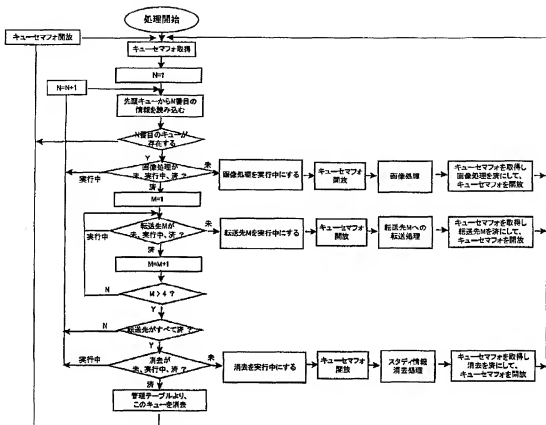 処理開始
キューセマフォ開放
キューセマフォ取得
N=1
N=N+1
先頭キューからN番目の
情報を読み込む
N番目のキューが
存在する
Y
画像処理が
未、実行中、済？
実行中
未
済
画像処理を実行中にする
キューセマフォ
開放
画像処理
キューセマフォを取得し
画像処理を済にして、
キューセマフォを開放
M=1
転送先Mが
未、実行中、済？
実行中
未
済
転送先Mを実行中にする
キューセマフォ
開放
転送先Mへの
転送処理
キューセマフォを取得し
転送先Mを済にして、
キューセマフォを開放
M=M+1
N
M>4？
Y
N
転送先がすべて済？
Y
消去が
未、実行中、済？
実行中
未
済
消去を実行中にする
キューセマフォ
開放
スタディ情報
消去処理
キューセマフォを取得し
消去を済にして、
キューセマフォを開放
管理テーブルより、
このキューを消去